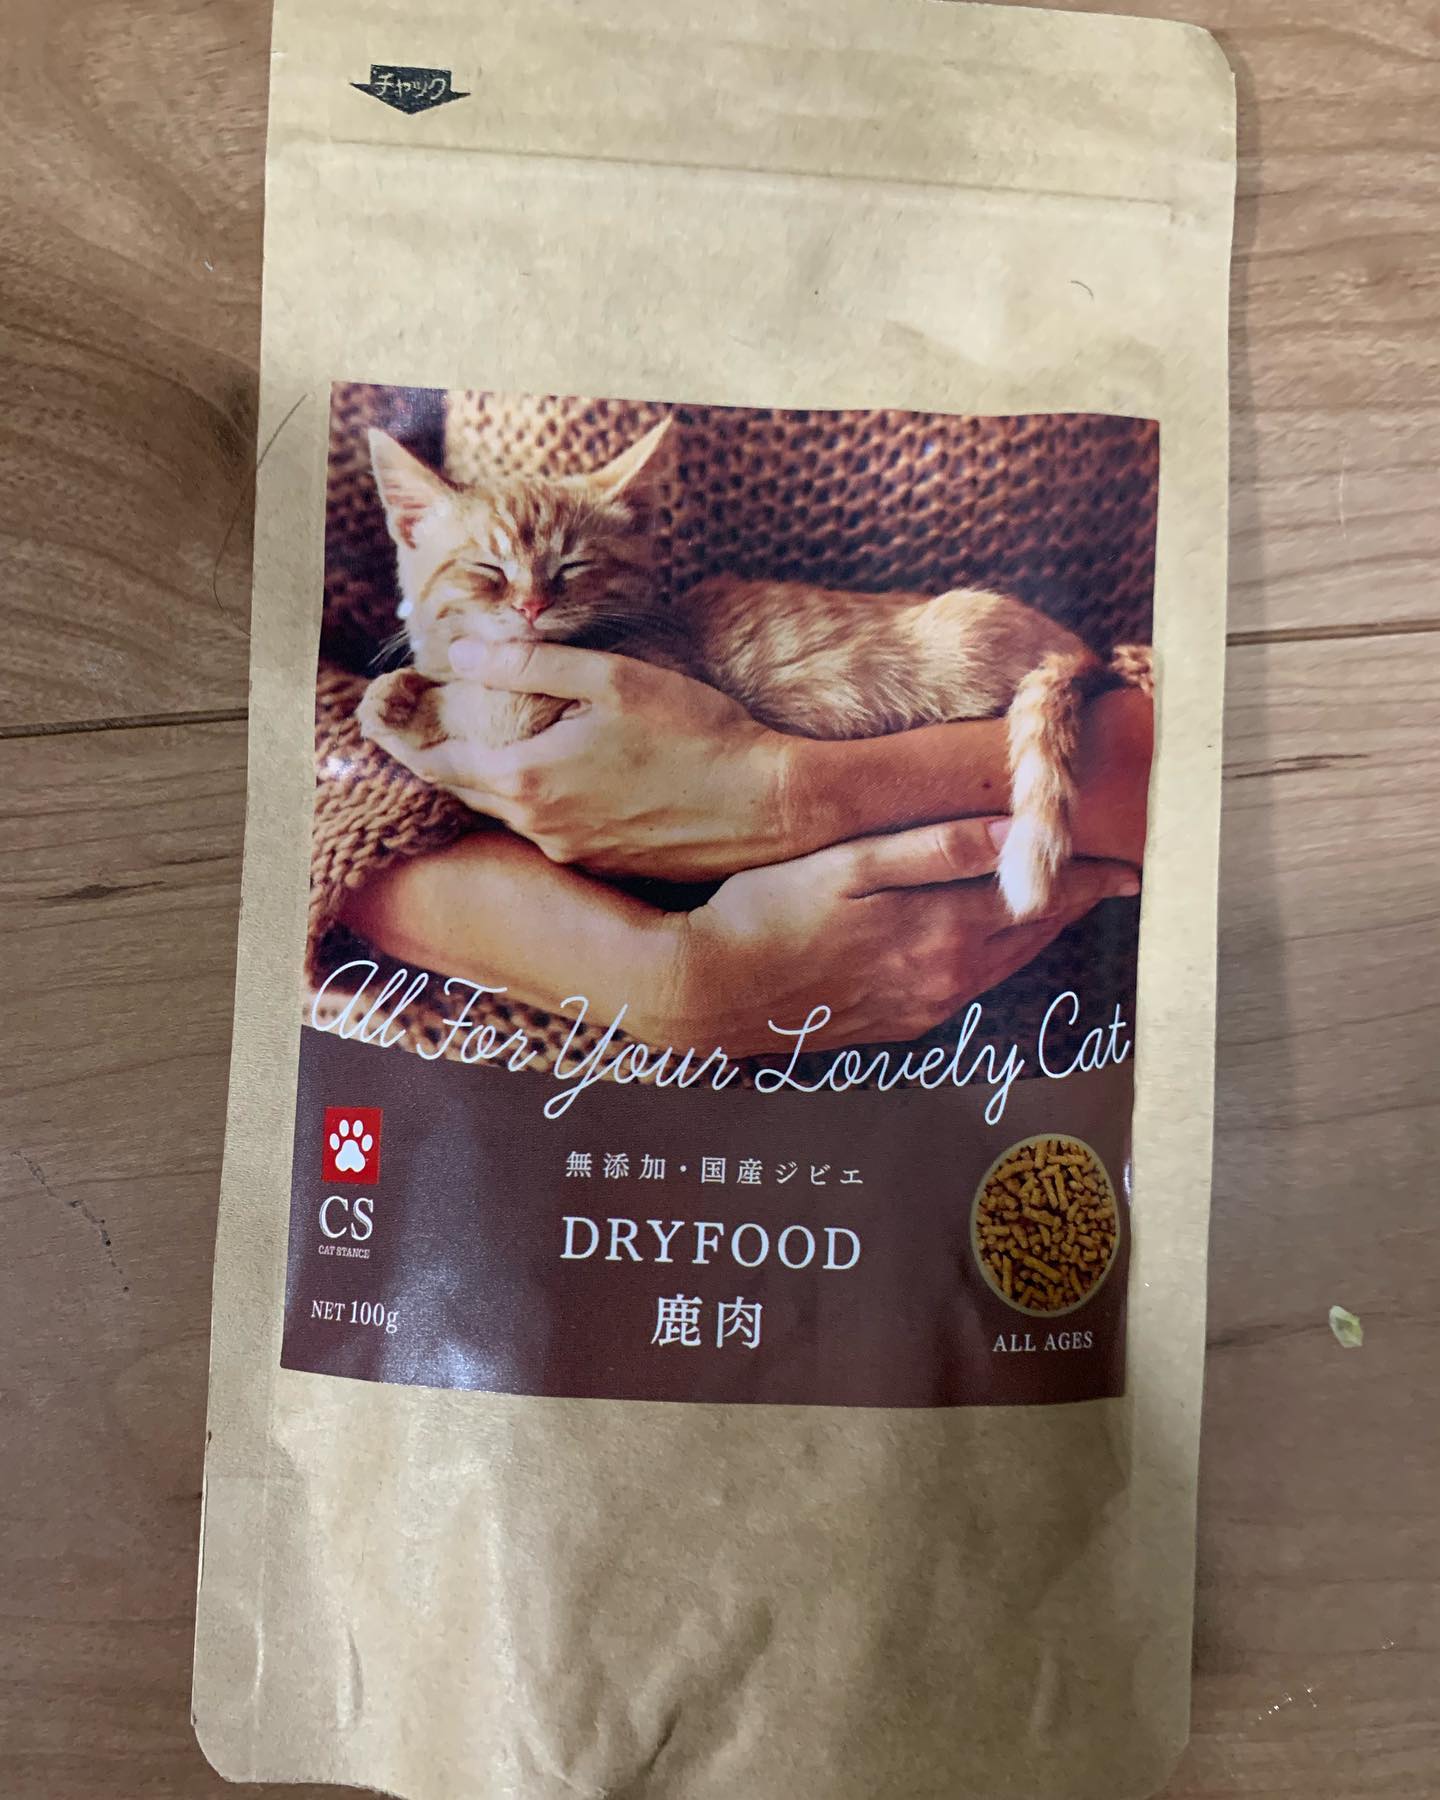 チャック
All For Your Lovely Cat
無添加・国産ジビエ
DRYFOOD
鹿肉
CS
CAT STANCE
NET 100g
ALL AGES